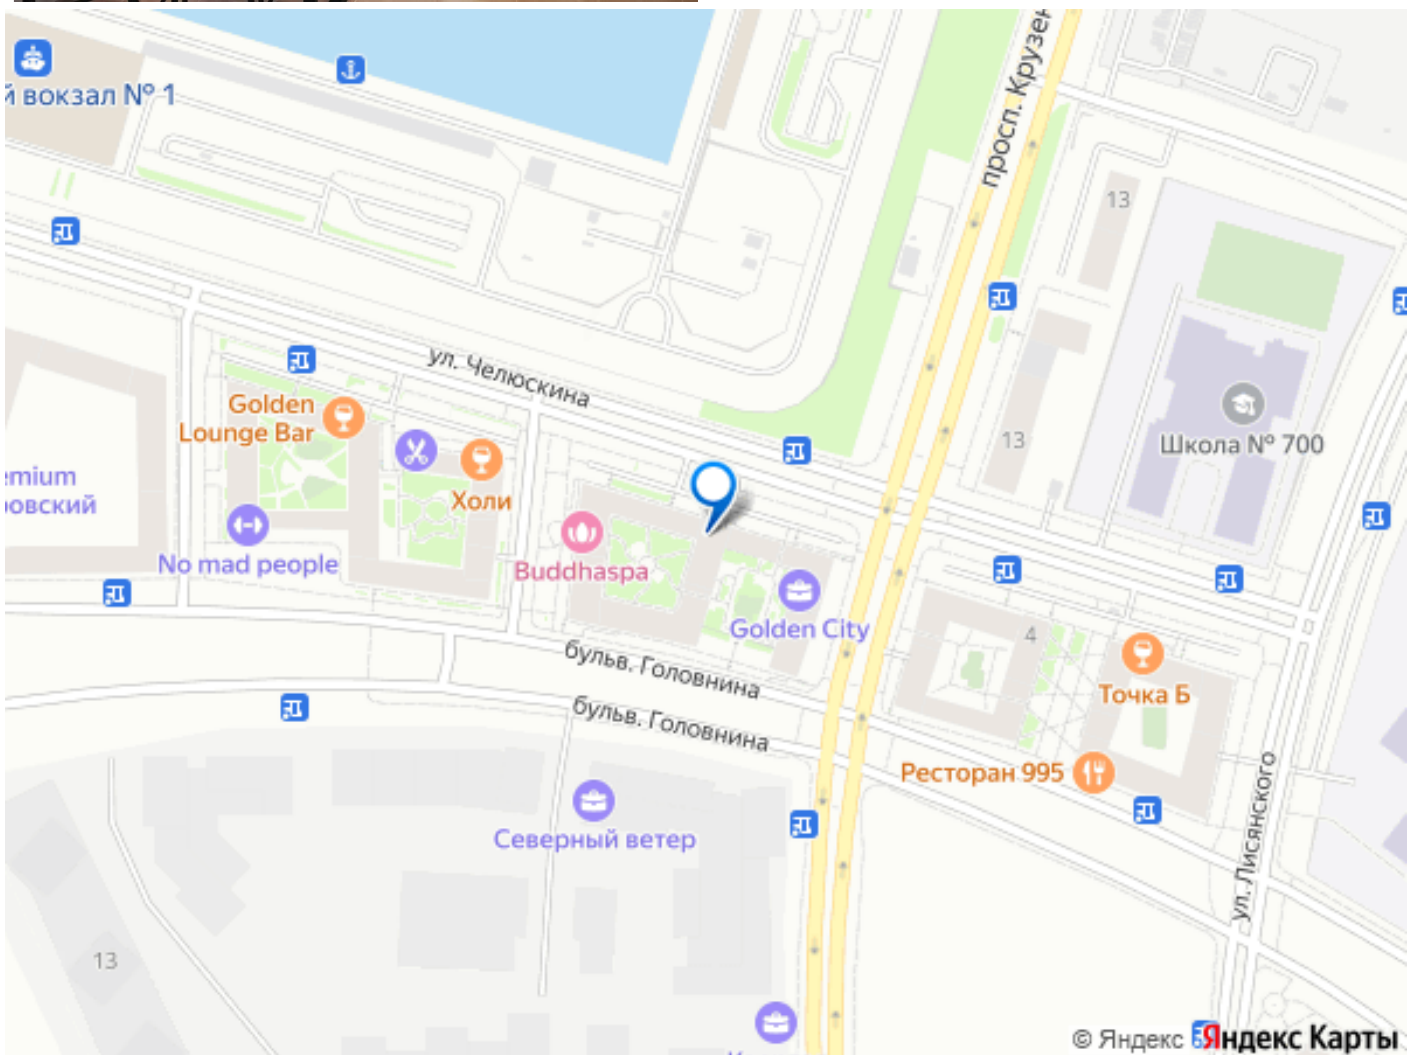 й вокзал № 1
просп. Крузен
13
ул. Челюскина
Golden
Lounge Bar
13
Школа № 700
emium
овский
Холи
No mad people
Buddhaspa
Golden City
4
бульв. Головнина
Точка Б
бульв. Головнина
Ресторан 995
Северный ветер
ул. Лисянского
13
© Яндекс
Яндекс Карты